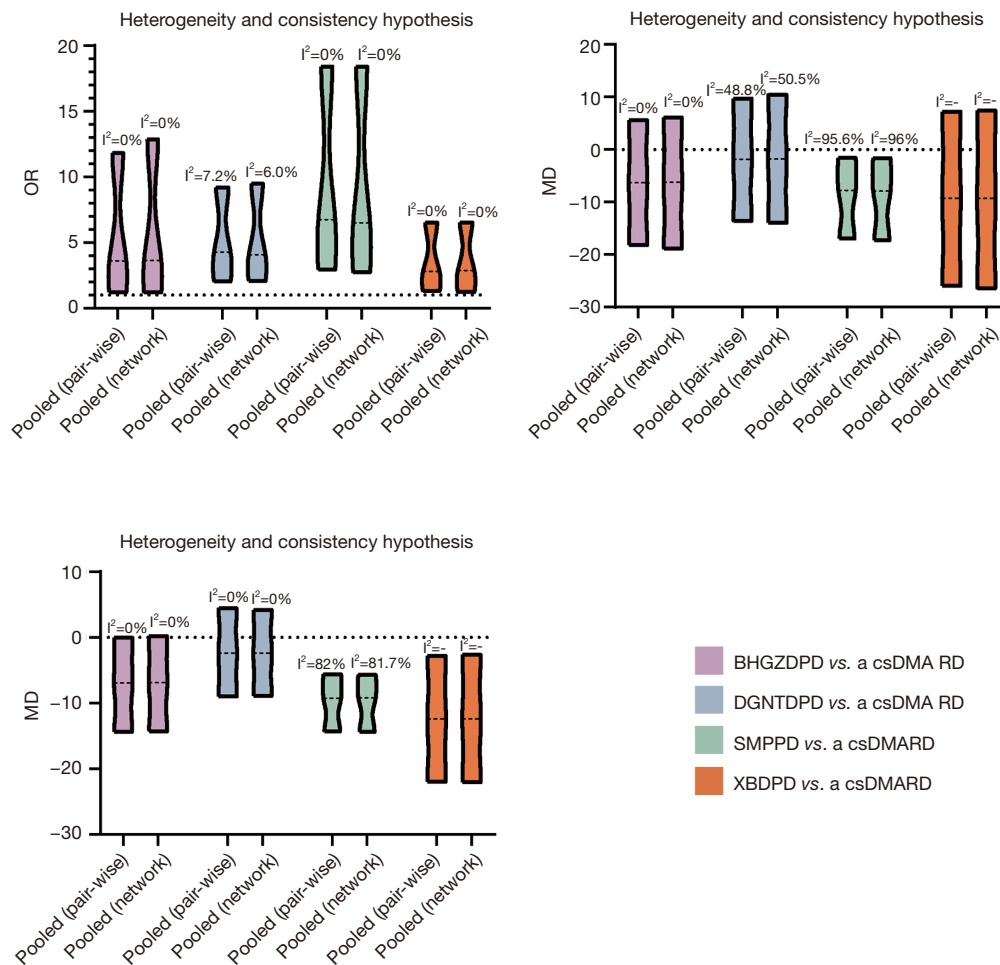 Heterogeneity and consistency hypothesis
OR
20
15
10
5
0
I²=0%
I²=0%
I²=7.2%
I²=6.0%
I²=0%
I²=0%
I²=0%
I²=0%
Pooled (pair-wise)
Pooled (network)
Pooled (pair-wise)
Pooled (network)
Pooled (pair-wise)
Pooled (network)
Pooled (pair-wise)
Pooled (network)
Heterogeneity and consistency hypothesis
MD
20
10
0
−10
−20
−30
I²=0%
I²=0%
I²=48.8%
I²=50.5%
I²=95.6%
I²=96%
I²=-
I²=-
Pooled (pair-wise)
Pooled (network)
Pooled (pair-wise)
Pooled (network)
Pooled (pair-wise)
Pooled (network)
Pooled (pair-wise)
Pooled (network)
Heterogeneity and consistency hypothesis
MD
10
0
−10
−20
−30
I²=0%
I²=0%
I²=0%
I²=0%
I²=82%
I²=81.7%
I²=-
I²=-
Pooled (pair-wise)
Pooled (network)
Pooled (pair-wise)
Pooled (network)
Pooled (pair-wise)
Pooled (network)
Pooled (pair-wise)
Pooled (network)
BHGZDPD vs. a csDMA RD
DGNTDPD vs. a csDMA RD
SMPPD vs. a csDMARD
XBDPD vs. a csDMARD